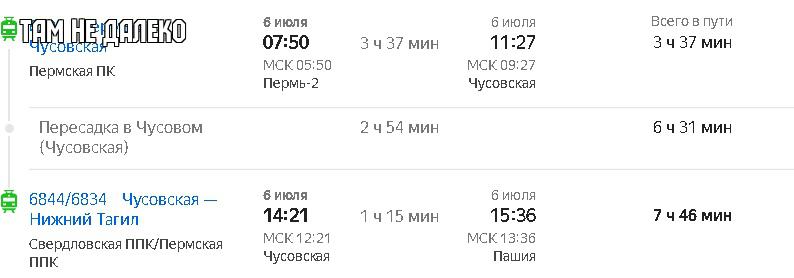 ТАМ НЕ ДАЛЕКО
Чусовская
Пермская ПК
6 июля
07:50
МСК 05:50
Пермь-2
3 ч 37 мин
6 июля
11:27
МСК 09:27
Чусовская
Всего в пути
3 ч 37 мин
Пересадка в Чусовом
(Чусовская)
2 ч 54 мин
6 ч 31 мин
6844/6834 Чусовская —
Нижний Тагил
Свердловская ППК/Пермская
ППК
6 июля
14:21
МСК 12:21
Чусовская
1 ч 15 мин
6 июля
15:36
МСК 13:36
Пашия
7 ч 46 мин